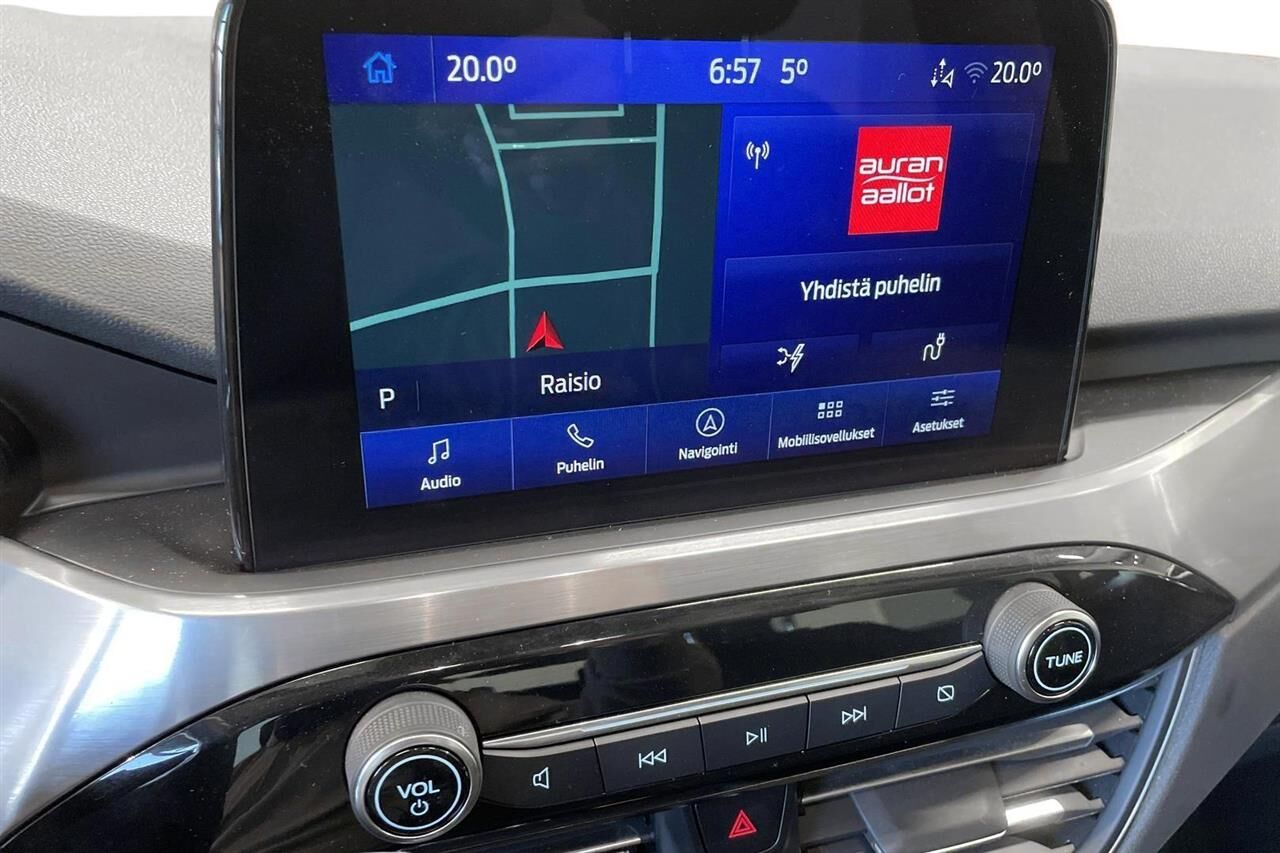 20.0°
6:57
5°
20.0°
auran
aallot
Yhdistä puhelin
P
Raisio
Audio
Puhelin
Navigointi
Mobiilisovellukset
Asetukset
VOL
TUNE